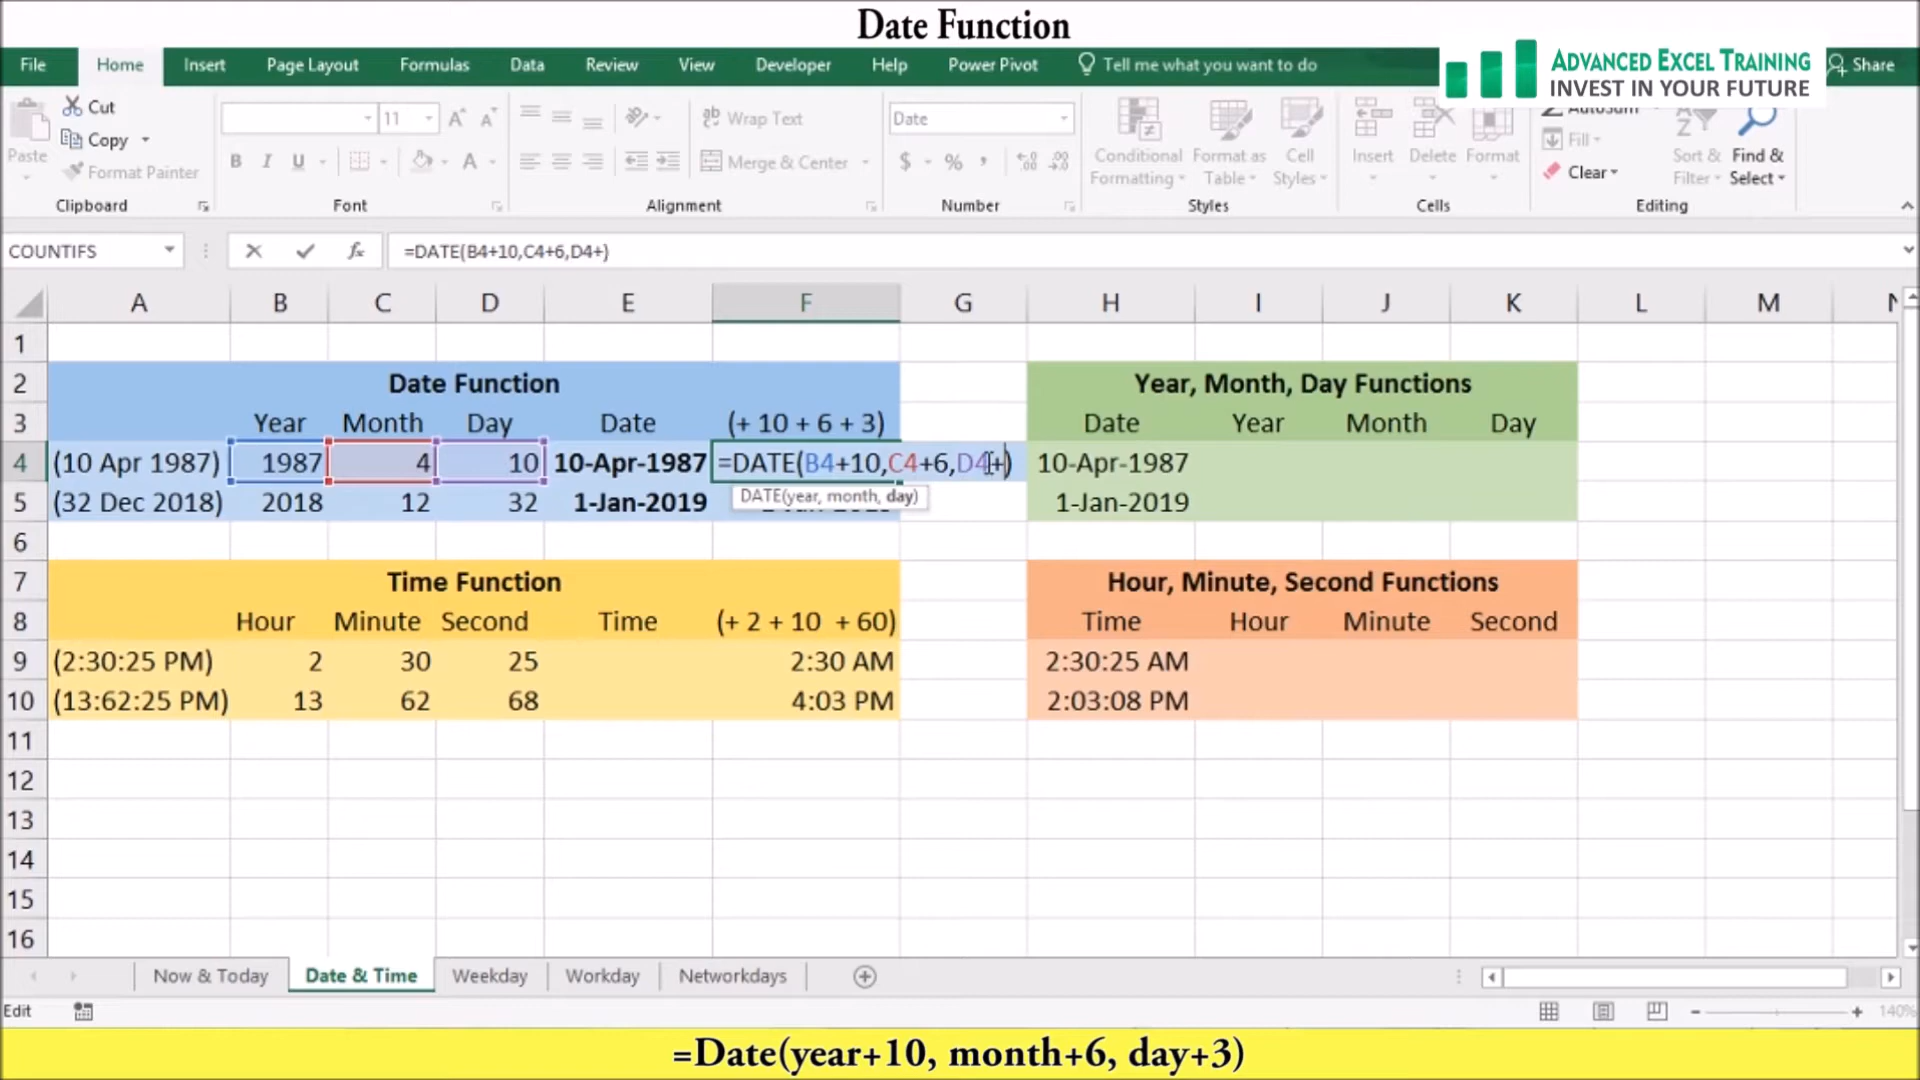 Date Function
File Home Insert Page Layout Formulas Data Review View Developer Help Power Pivot Tell me what you want to do Share
ADVANCED EXCEL TRAINING
INVEST IN YOUR FUTURE
Cut
Copy
Format Painter
Paste
Clipboard
11
B I U A
Font
Wrap Text
Merge & Center
Alignment
Date
$ % ,
Number
Conditional Formatting
Format as Table
Cell Styles
Styles
Insert Delete Format
Cells
AutoSum
Fill
Clear
Sort & Filter
Find & Select
Editing
COUNTIFS fx =DATE(B4+10,C4+6,D4+)
A B C D E F G H I J K L M
1
2 Date Function Year, Month, Day Functions
3 Year Month Day Date (+ 10 + 6 + 3) Date Year Month Day
4 (10 Apr 1987) 1987 4 10 10-Apr-1987 =DATE(B4+10,C4+6,D4+) 10-Apr-1987
DATE(year, month, day)
5 (32 Dec 2018) 2018 12 32 1-Jan-2019 1-Jan-2019
6
7 Time Function Hour, Minute, Second Functions
8 Hour Minute Second Time (+ 2 + 10 + 60) Time Hour Minute Second
9 (2:30:25 PM) 2 30 25 2:30 AM 2:30:25 AM
10 (13:62:25 PM) 13 62 68 4:03 PM 2:03:08 PM
11
12
13
14
15
16
Now & Today Date & Time Weekday Workday Networkdays
Edit 140%
=Date(year+10, month+6, day+3)